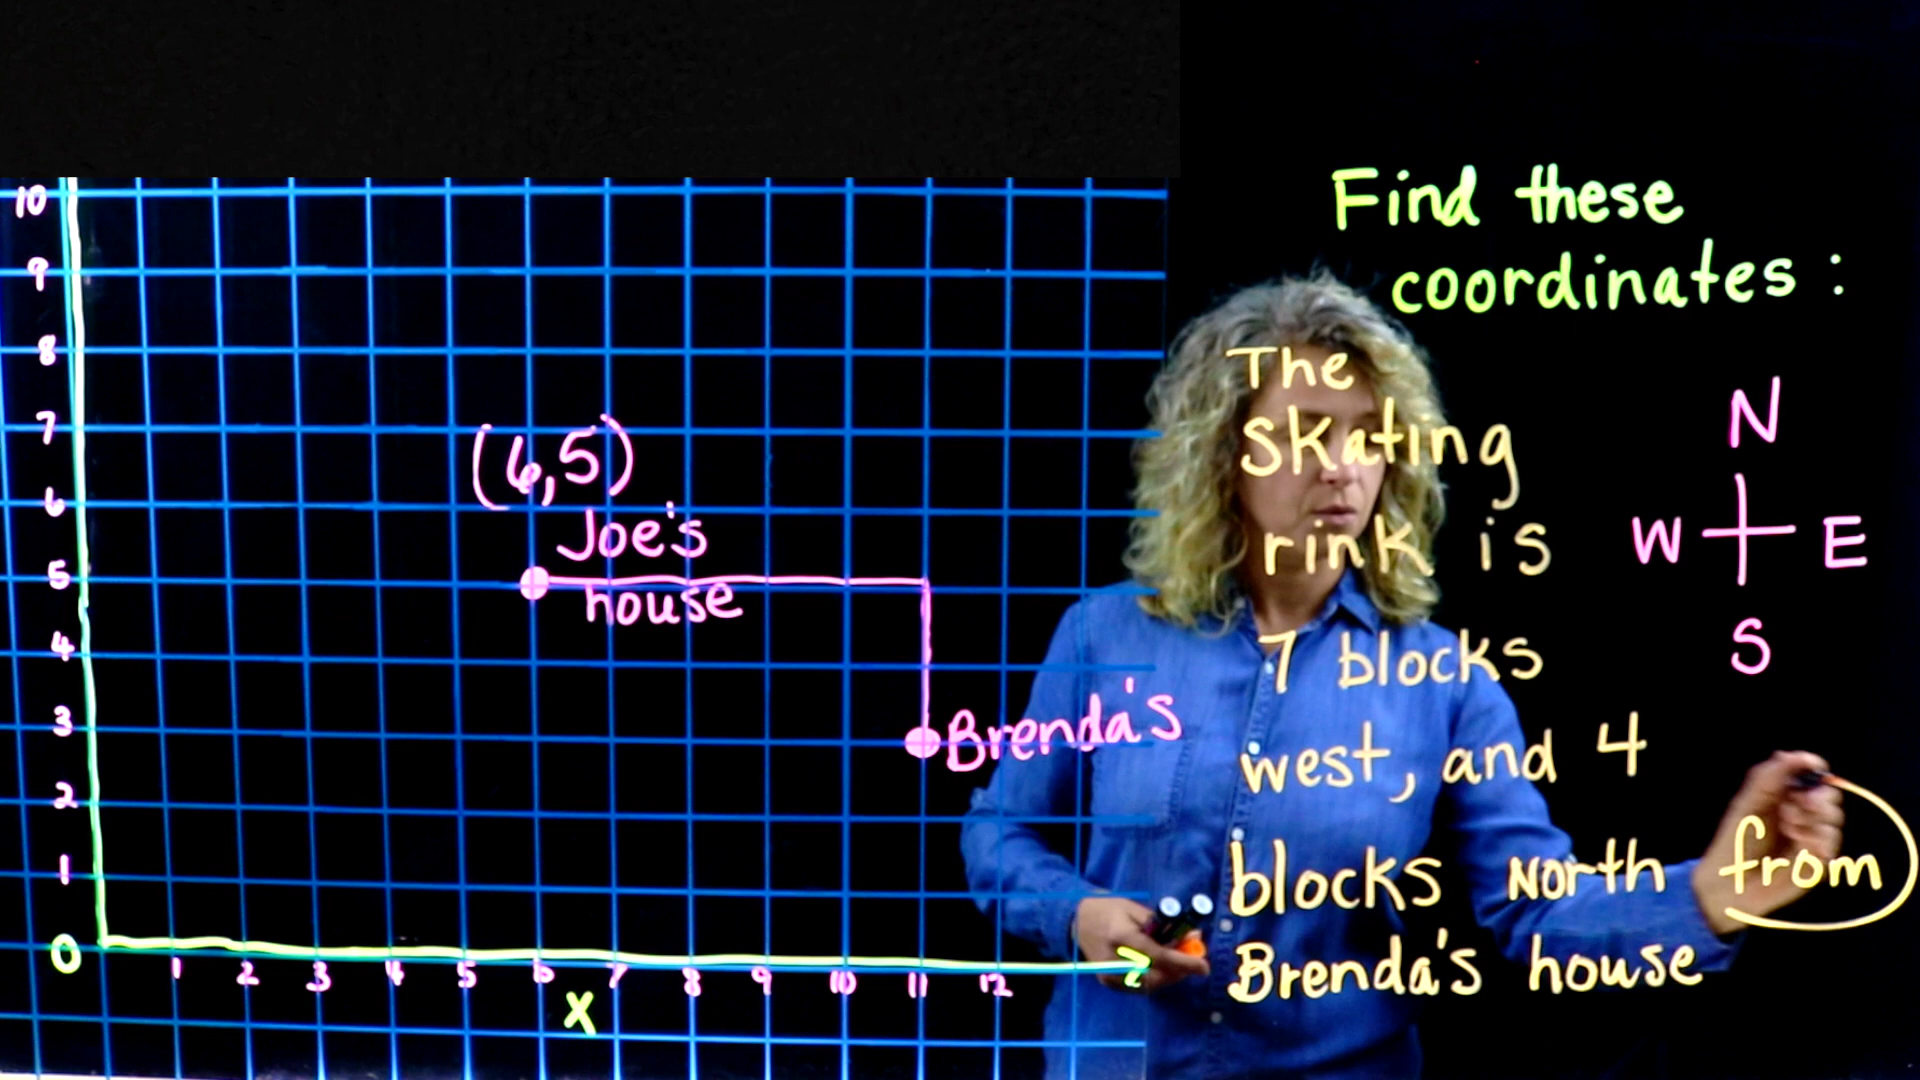 Find these
coordinates :
The
skating
rink is
7 blocks
west, and 4
blocks North from
Brenda's house
N
W E
S
10
9
8
7
6
5
4
3
2
1
0
(6,5)
Joe's
house
Brenda's
1 2 3 4 5 6 7 8 9 10 11 12
X